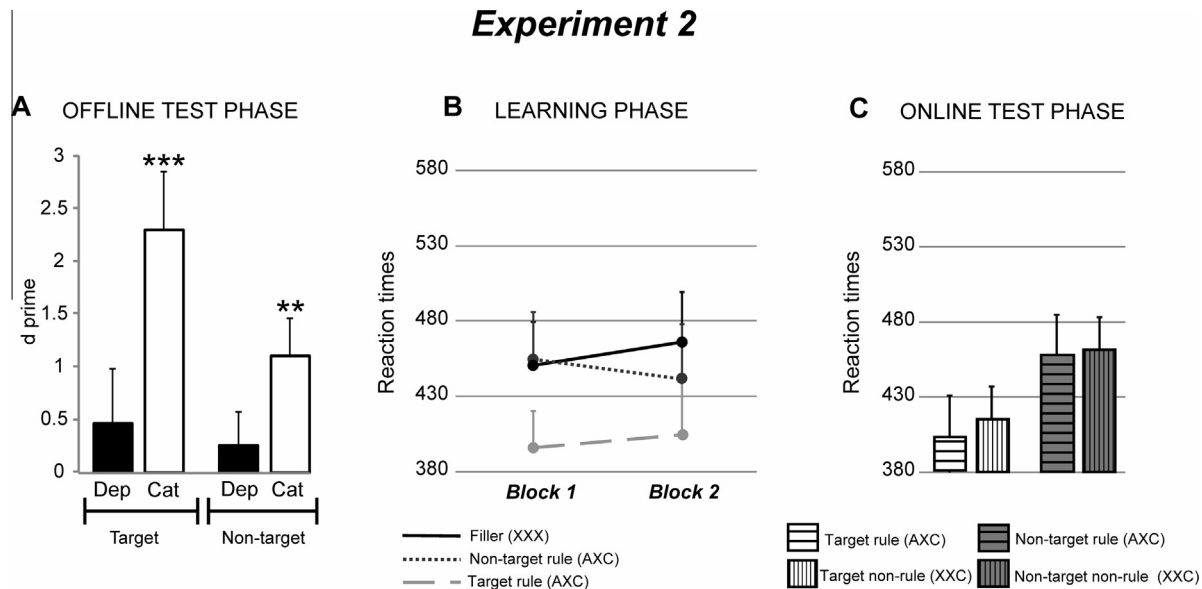 Experiment 2
A OFFLINE TEST PHASE
3
2.5
2
1.5
1
0.5
0
d prime
***
**
Dep Cat Dep Cat
Target Non-target
B LEARNING PHASE
580
530
480
430
380
Reaction times
Block 1 Block 2
Filler (XXX)
Non-target rule (AXC)
Target rule (AXC)
C ONLINE TEST PHASE
580
530
480
430
380
Reaction times
Target rule (AXC) Non-target rule (AXC)
Target non-rule (XXC) Non-target non-rule (XXC)